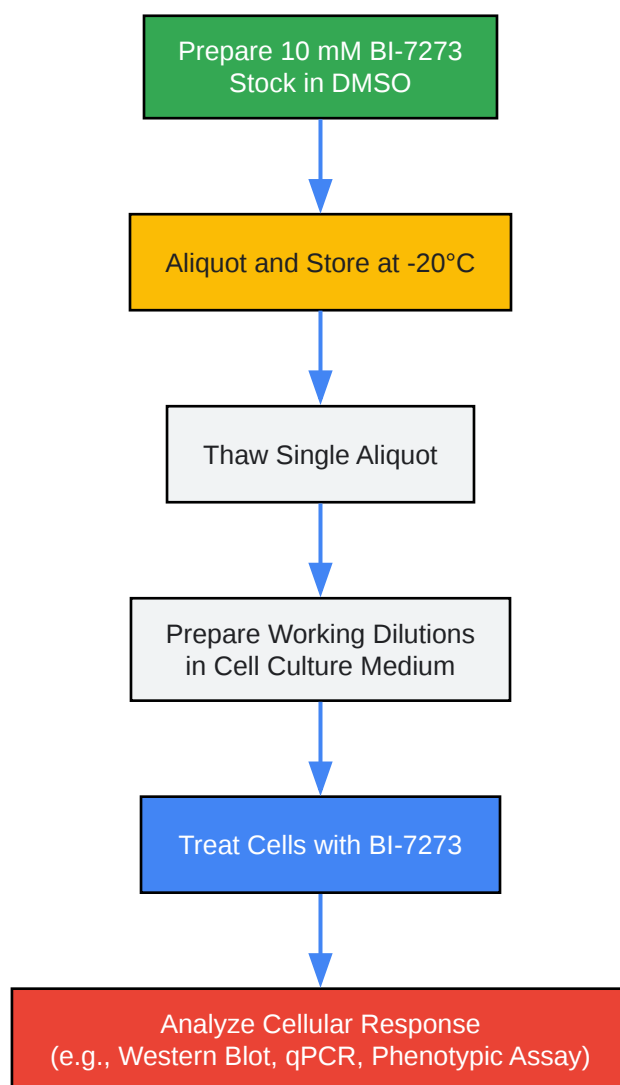 Prepare 10 mM BI-7273
Stock in DMSO
Aliquot and Store at -20°C
Thaw Single Aliquot
Prepare Working Dilutions
in Cell Culture Medium
Treat Cells with BI-7273
Analyze Cellular Response
(e.g., Western Blot, qPCR, Phenotypic Assay)